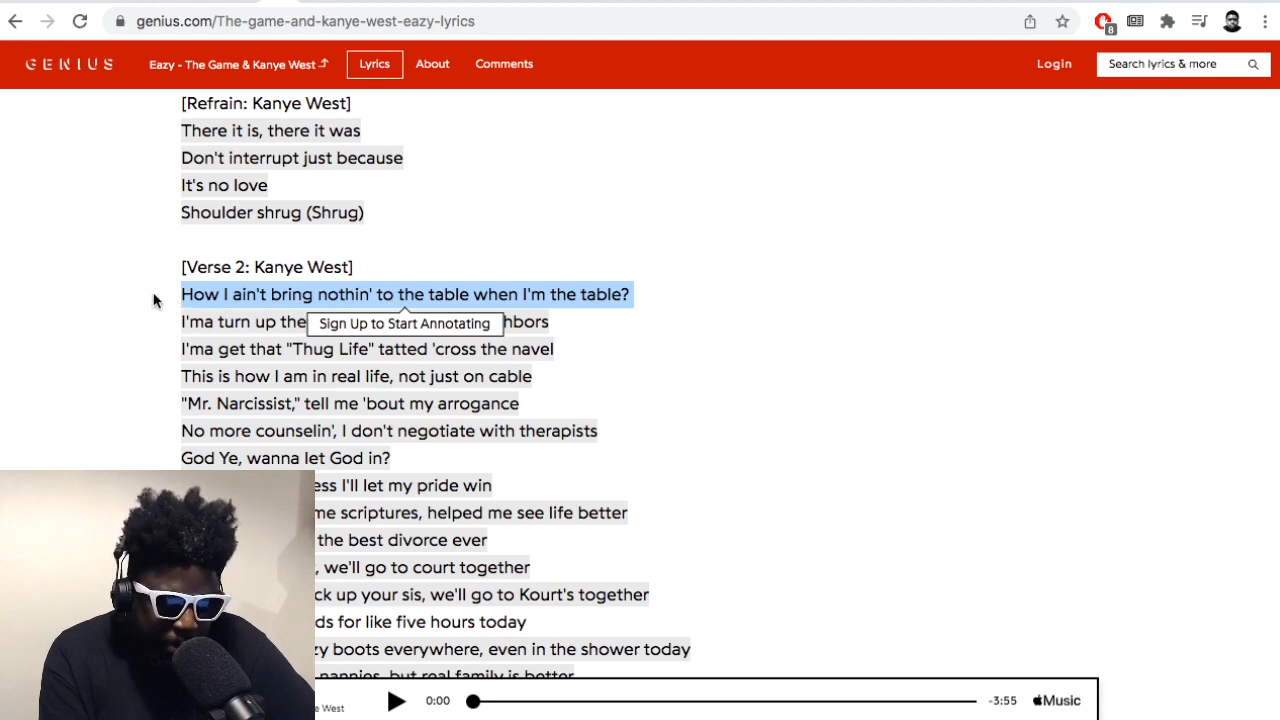 genius.com/The-game-and-kanye-west-eazy-lyrics
8
GENIUS
Eazy - The Game & Kanye West
Lyrics
About
Comments
Login
Search lyrics & more
[Refrain: Kanye West]
There it is, there it was
Don't interrupt just because
It's no love
Shoulder shrug (Shrug)
[Verse 2: Kanye West]
How I ain't bring nothin' to the table when I'm the table?
I'ma turn up the hbors
Sign Up to Start Annotating
I'ma get that "Thug Life" tatted 'cross the navel
This is how I am in real life, not just on cable
"Mr. Narcissist," tell me 'bout my arrogance
No more counselin', I don't negotiate with therapists
God Ye, wanna let God in?
ess I'll let my pride win
me scriptures, helped me see life better
the best divorce ever
, we'll go to court together
ck up your sis, we'll go to Kourt's together
ds for like five hours today
zy boots everywhere, even in the shower today
nannies, but real family is better
West
0:00
-3:55
Music